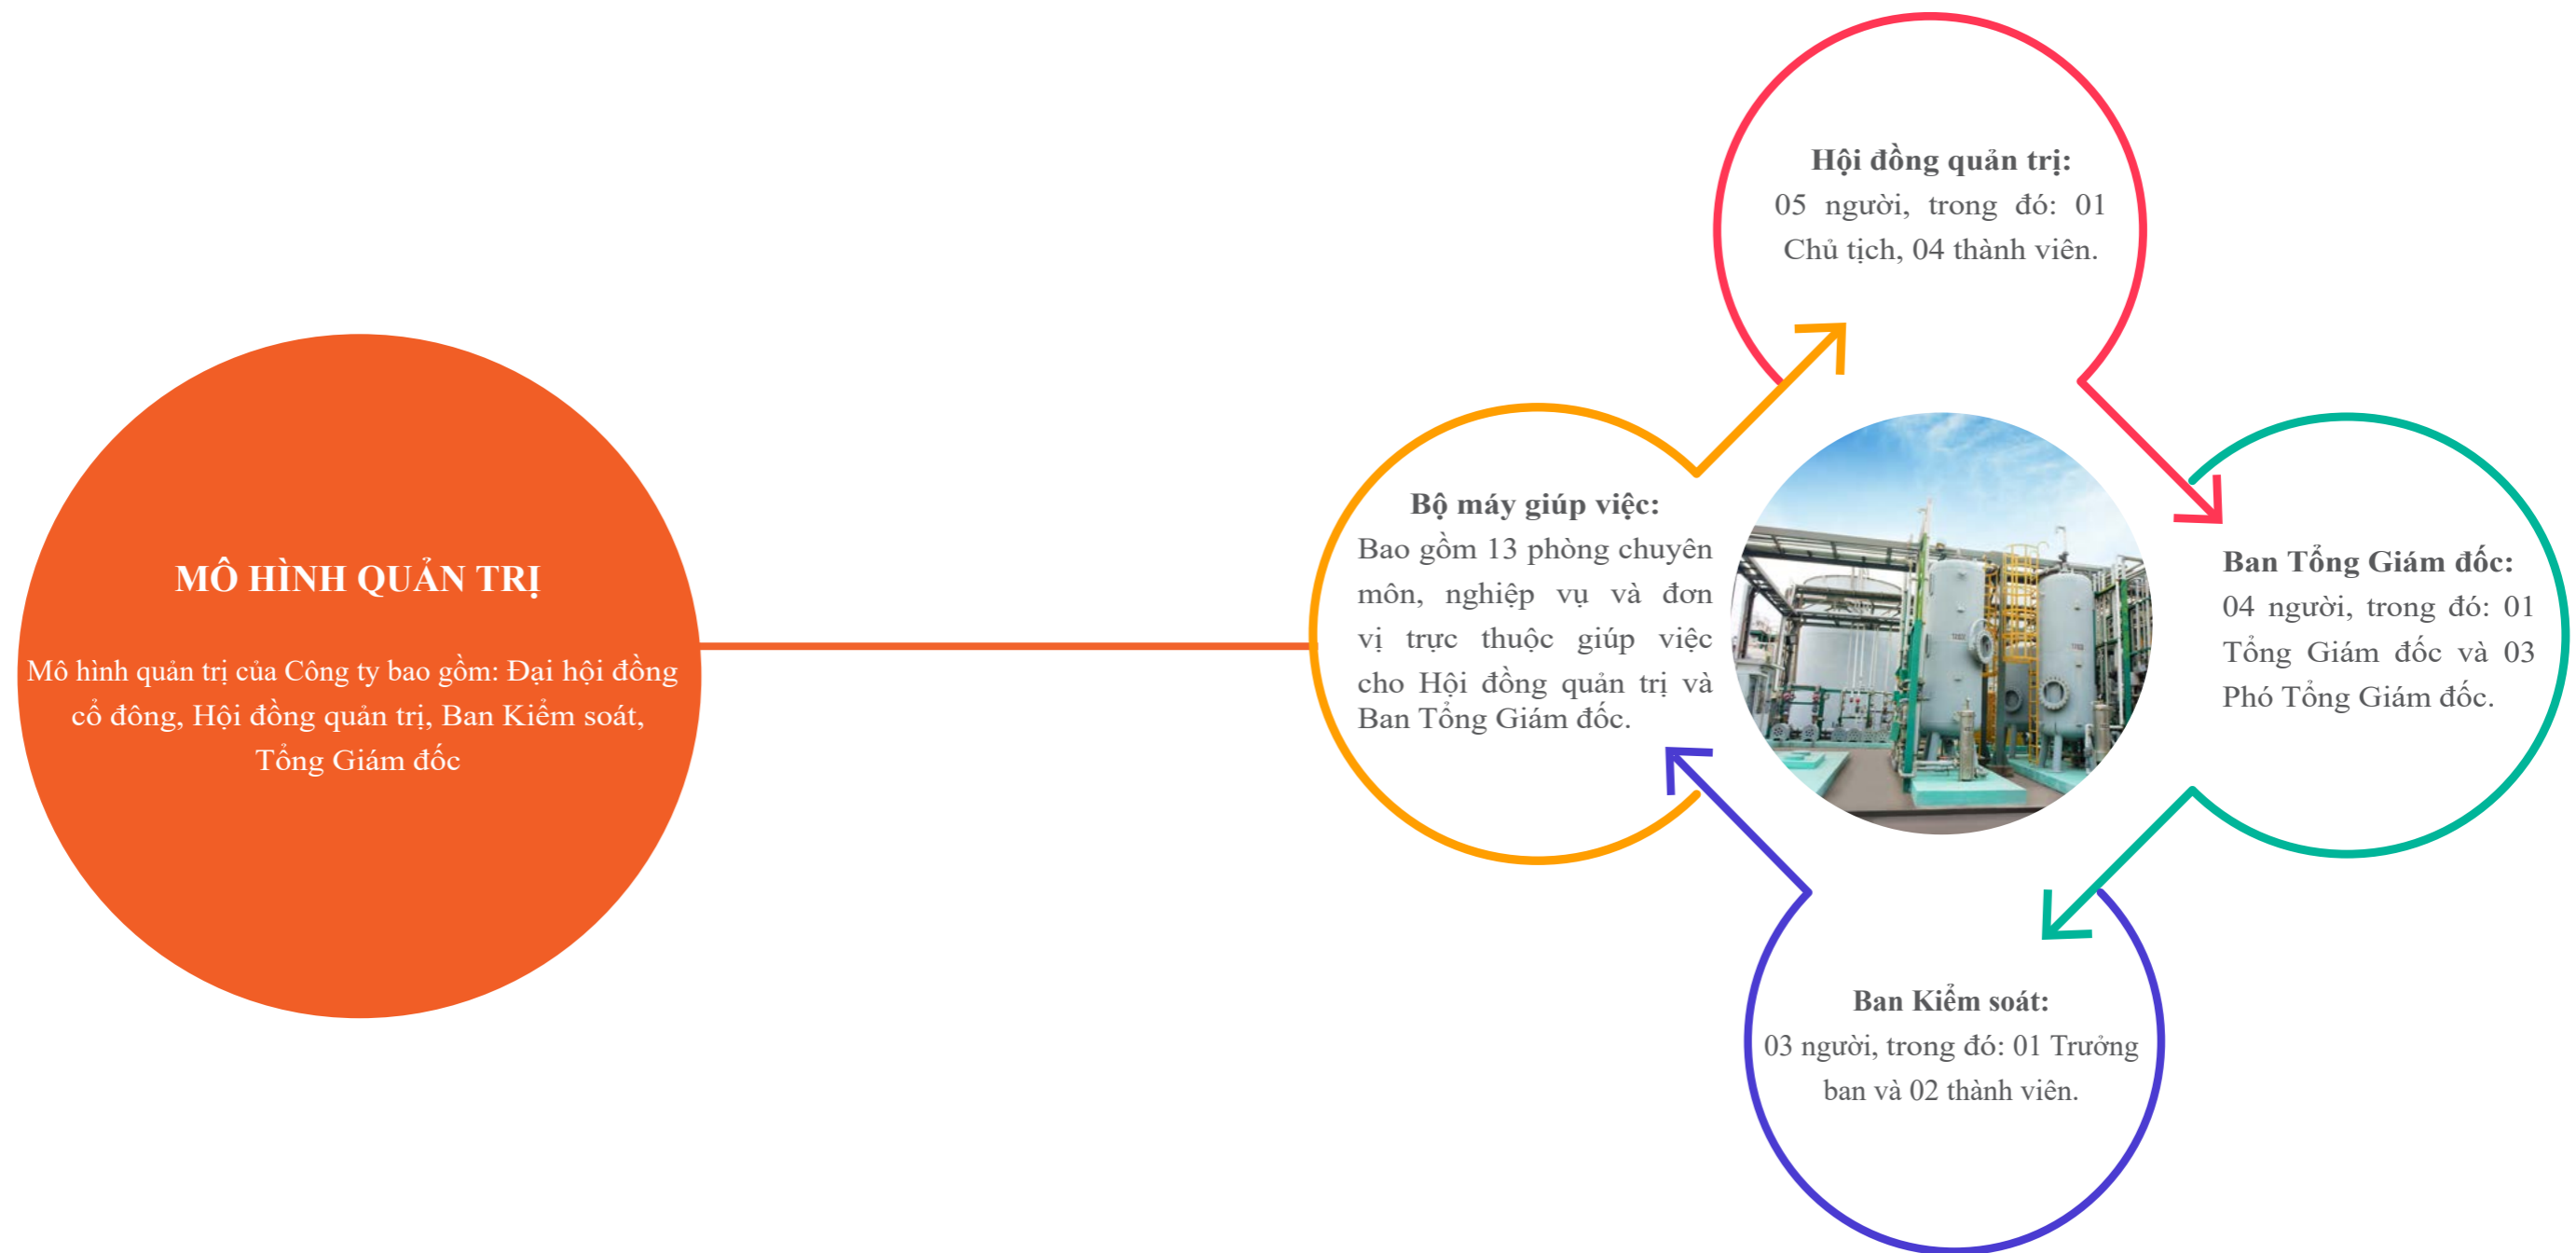 MÔ HÌNH QUẢN TRỊ
Mô hình quản trị của Công ty bao gồm: Đại hội đồng
cổ đông, Hội đồng quản trị, Ban Kiểm soát,
Tổng Giám đốc
Hội đồng quản trị:
05 người, trong đó: 01
Chủ tịch, 04 thành viên.
Bộ máy giúp việc:
Bao gồm 13 phòng chuyên
môn, nghiệp vụ và đơn
vị trực thuộc giúp việc
cho Hội đồng quản trị và
Ban Tổng Giám đốc.
Ban Tổng Giám đốc:
04 người, trong đó: 01
Tổng Giám đốc và 03
Phó Tổng Giám đốc.
Ban Kiểm soát:
03 người, trong đó: 01 Trưởng
ban và 02 thành viên.